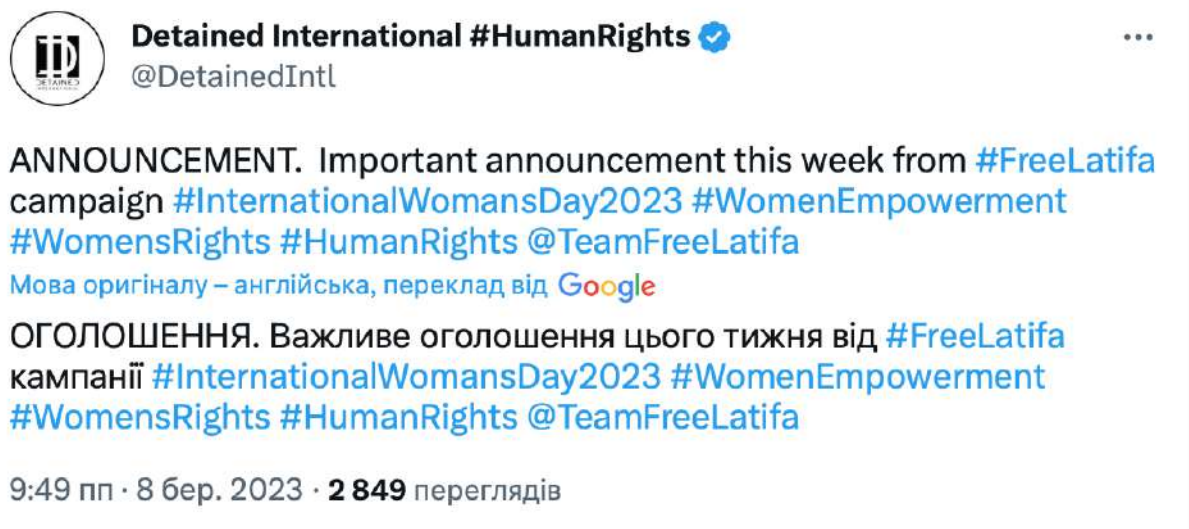 Detained International #HumanRights
@DetainedIntl
DETAINED
INTERNATIONAL
ANNOUNCEMENT. Important announcement this week from #FreeLatifa
campaign #InternationalWomansDay2023 #WomenEmpowerment
#WomensRights #HumanRights @TeamFreeLatifa
Мова оригіналу – англійська, переклад від Google
ОГОЛОШЕННЯ. Важливе оголошення цього тижня від #FreeLatifa
кампанії #InternationalWomansDay2023 #WomenEmpowerment
#WomensRights #HumanRights @TeamFreeLatifa
9:49 пп · 8 бер. 2023 · 2 849 переглядів